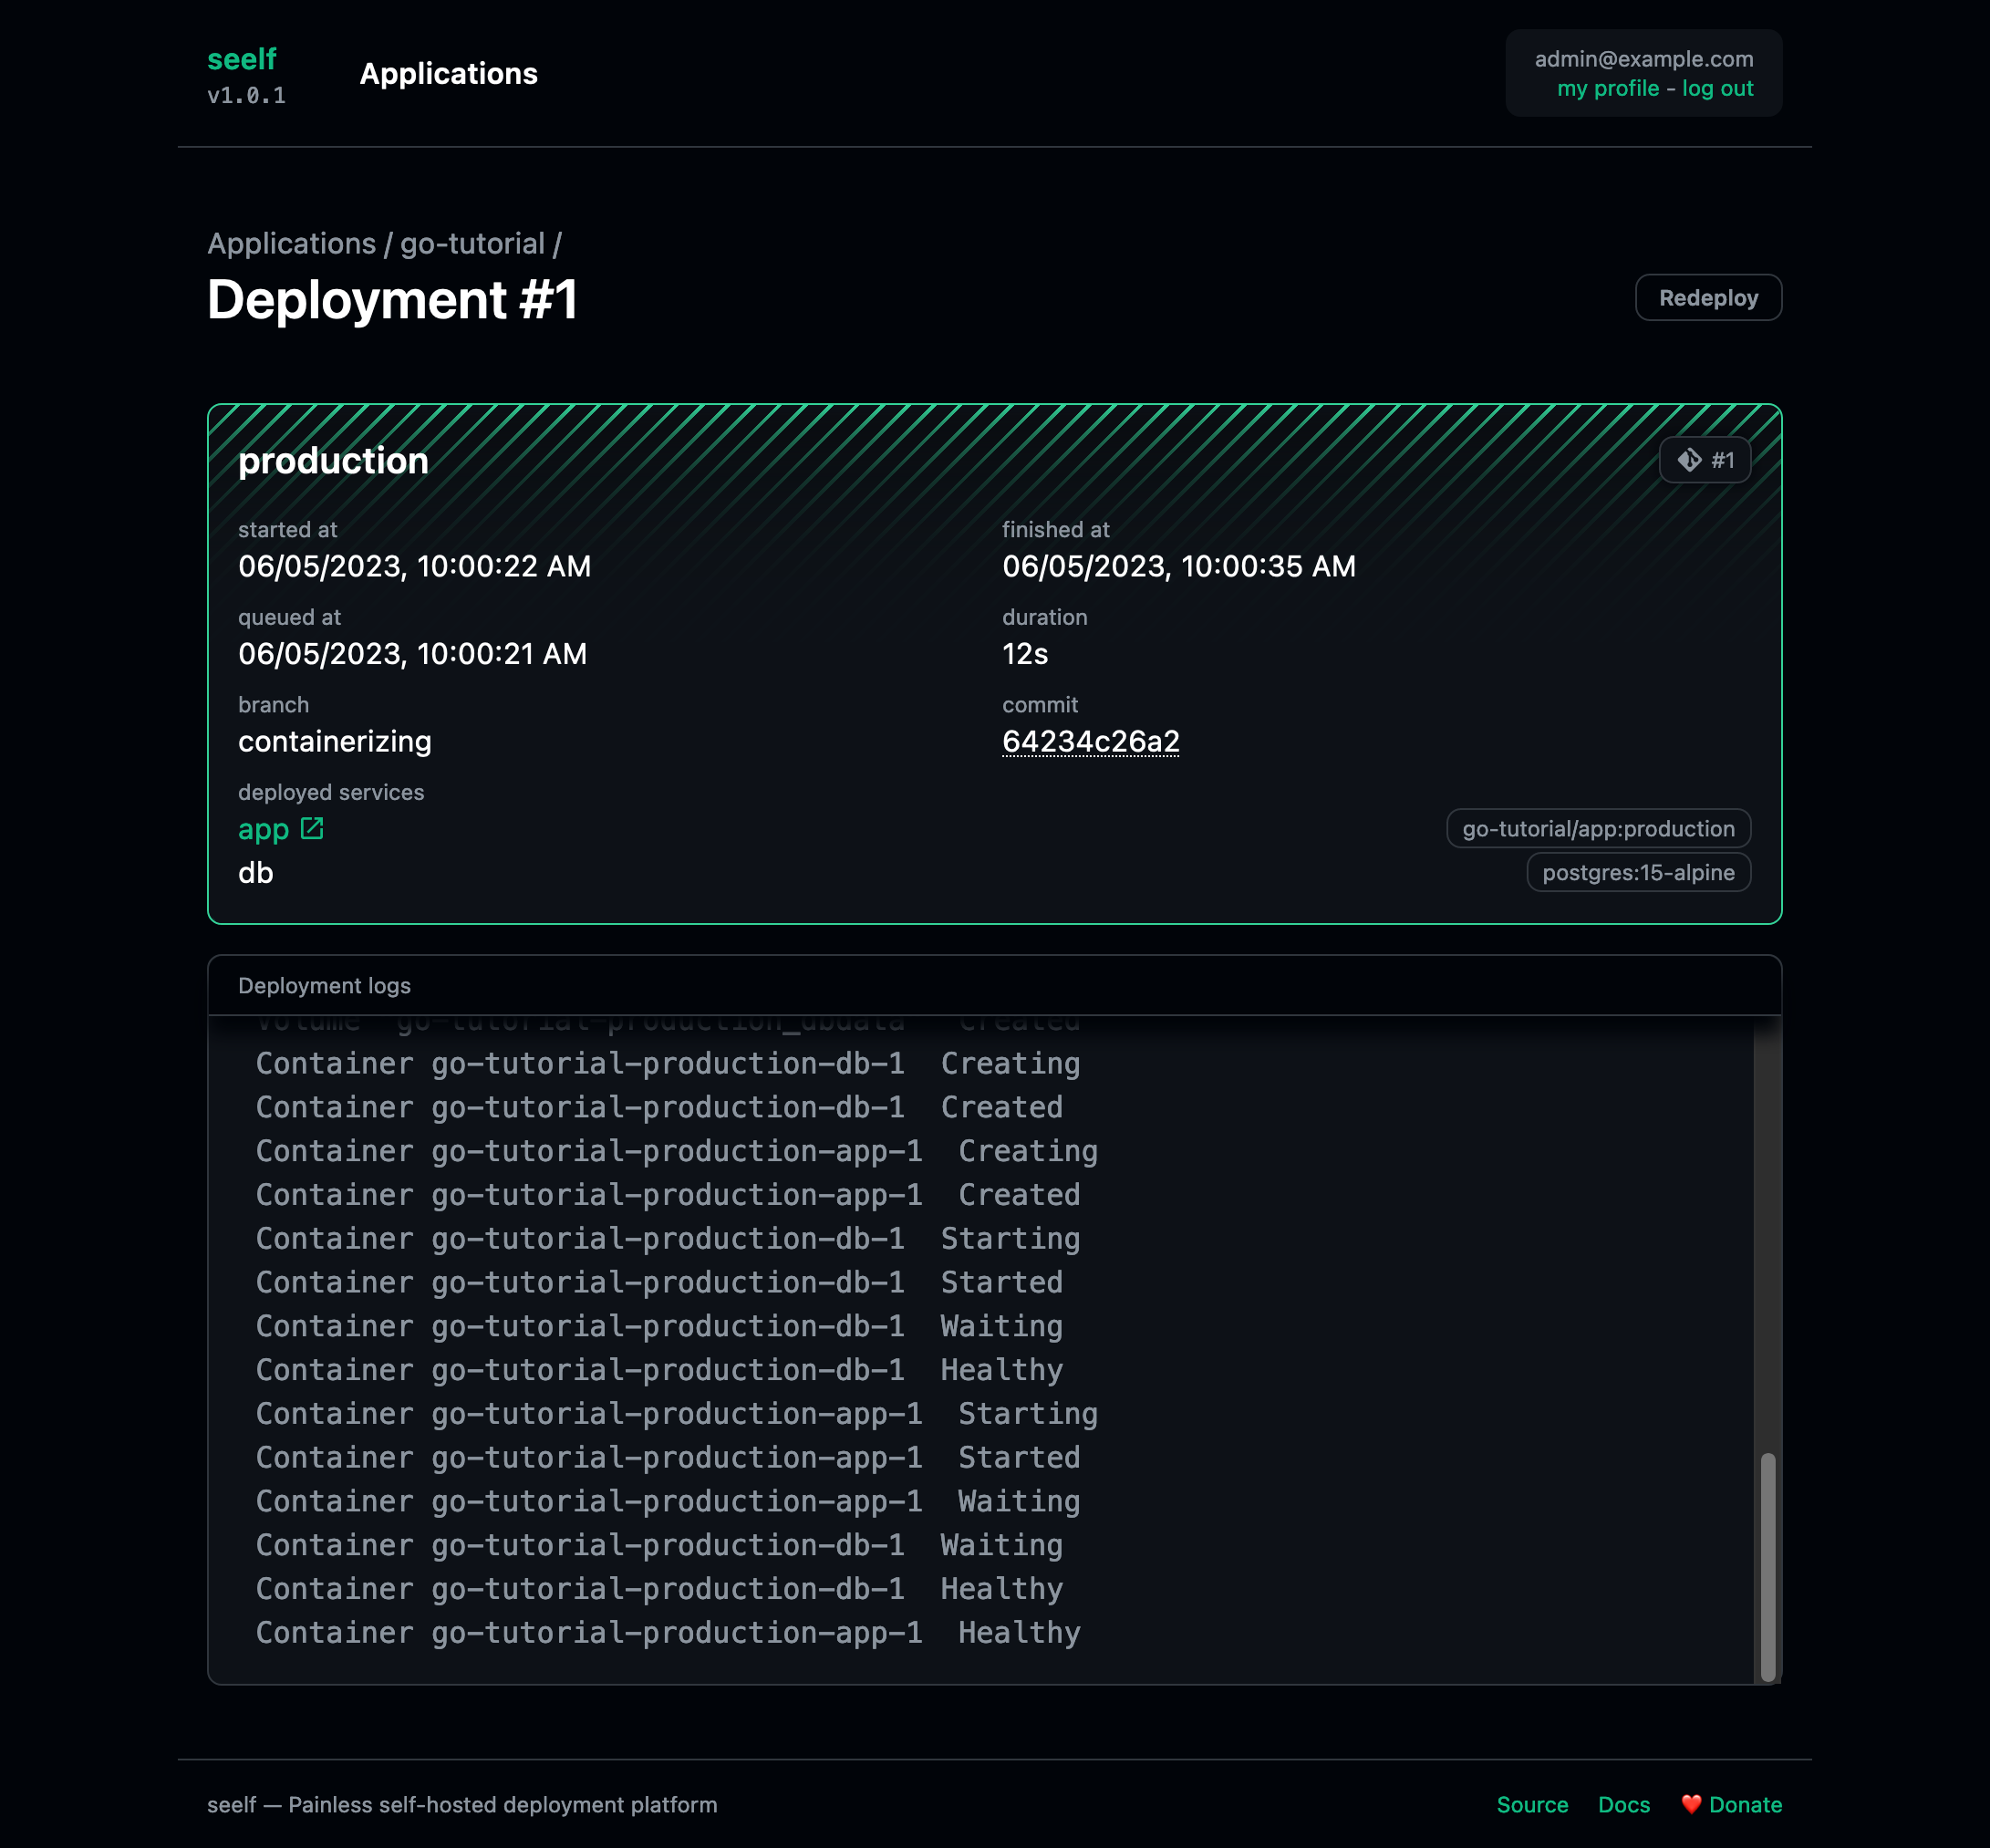 seelf
v1.0.1
Applications
admin@example.com
my profile - log out
Applications / go-tutorial /
Deployment #1
Redeploy
production
#1
started at
06/05/2023, 10:00:22 AM
finished at
06/05/2023, 10:00:35 AM
queued at
06/05/2023, 10:00:21 AM
duration
12s
branch
containerizing
commit
64234c26a2
deployed services
app
go-tutorial/app:production
db
postgres:15-alpine
Deployment logs
Volume go-tutorial-production_dbdata Created
Container go-tutorial-production-db-1 Creating
Container go-tutorial-production-db-1 Created
Container go-tutorial-production-app-1 Creating
Container go-tutorial-production-app-1 Created
Container go-tutorial-production-db-1 Starting
Container go-tutorial-production-db-1 Started
Container go-tutorial-production-db-1 Waiting
Container go-tutorial-production-db-1 Healthy
Container go-tutorial-production-app-1 Starting
Container go-tutorial-production-app-1 Started
Container go-tutorial-production-app-1 Waiting
Container go-tutorial-production-db-1 Waiting
Container go-tutorial-production-db-1 Healthy
Container go-tutorial-production-app-1 Healthy
seelf — Painless self-hosted deployment platform
Source Docs ❤️ Donate